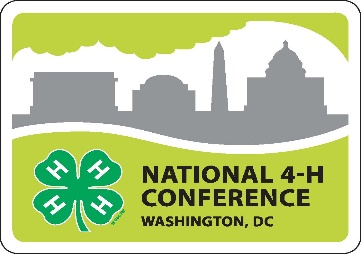 H H
H H
NATIONAL 4-H
CONFERENCE
WASHINGTON, DC